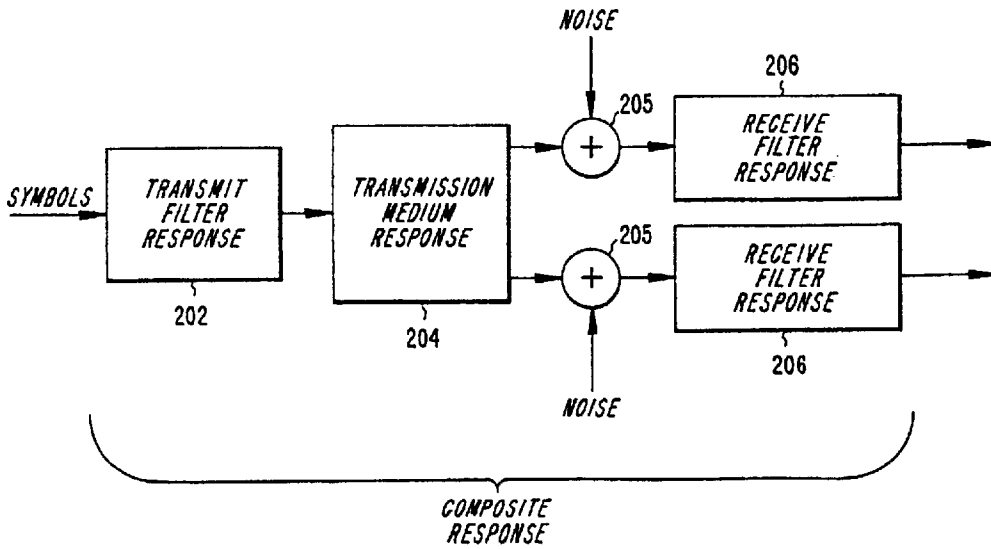 NOISE
205
206
RECEIVE
FILTER
RESPONSE
SYMBOLS
TRANSMIT
FILTER
RESPONSE
202
TRANSMISSION
MEDIUM
RESPONSE
204
205
RECEIVE
FILTER
RESPONSE
206
NOISE
COMPOSITE
RESPONSE